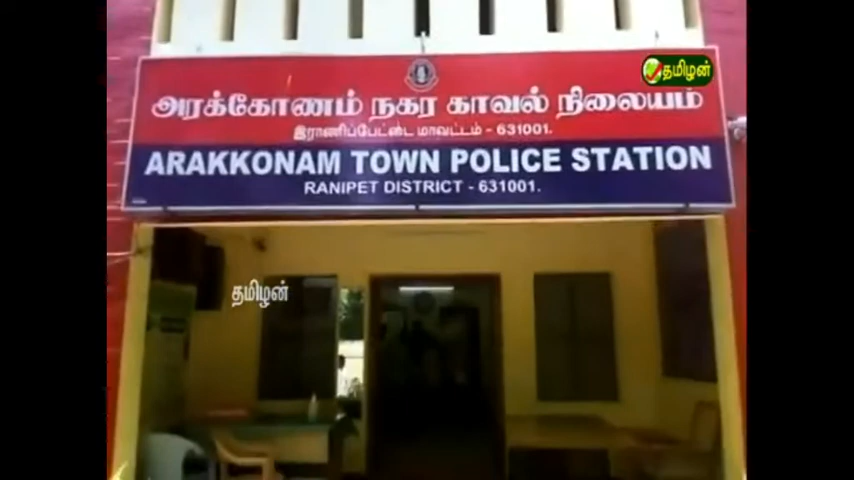 தமிழன்
அரக்கோணம் நகர காவல் நிலையம்
இராணிப்பேட்டை மாவட்டம் - 631001.
ARAKKONAM TOWN POLICE STATION
RANIPET DISTRICT - 631001.
தமிழன்